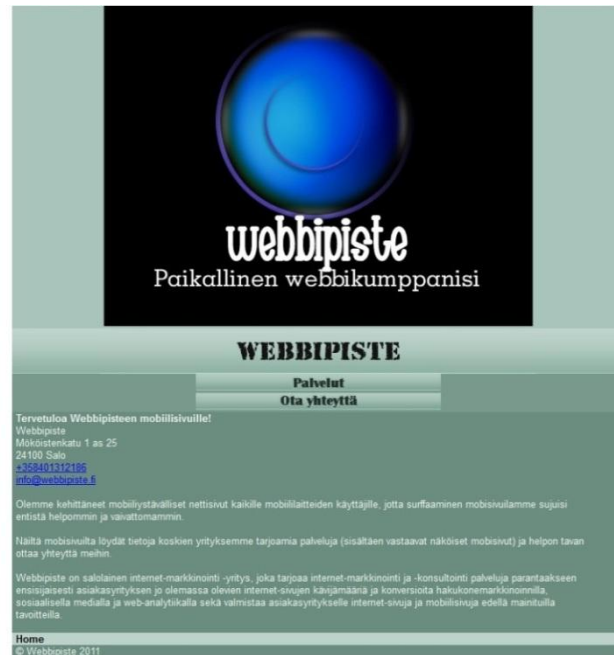 webbipiste
Paikallinen webbikumppanisi
WEBBIPISTE
Palvelut
Ota yhteyttä
Tervetuloa Webbipisteen mobiilisivuille!
Webbipiste
Mököistenkatu 1 as 25
24100 Salo
+358401312186
info@webbipiste.fi
Olemme kehittäneet mobiiliystävälliset nettisivut kaikille mobiililaitteiden käyttäjille, jotta surffaaminen mobisivuilamme sujuisi
entistä helpommin ja vaivattomammin.
Näiltä mobisivuilta löydät tietoja koskien yrityksemme tarjoamia palveluja (sisältäen vastaavat näköiset mobisivut) ja helpon tavan
ottaa yhteyttä meihin.
Webbipiste on salolainen internet-markkinointi -yritys, joka tarjoaa internet-markkinointi ja -konsultointi palveluja parantaakseen
ensisijaisesti asiakasyrityksen jo olemassa olevien internet-sivujen kävijämääriä ja konversioita hakukonemarkkinoinnilla,
sosiaalisella medialla ja web-analytiikalla sekä valmistaa asiakasyritykselle internet-sivuja ja mobiilisivuja edellä mainituilla
tavoitteilla.
Home
© Webbipiste 2011